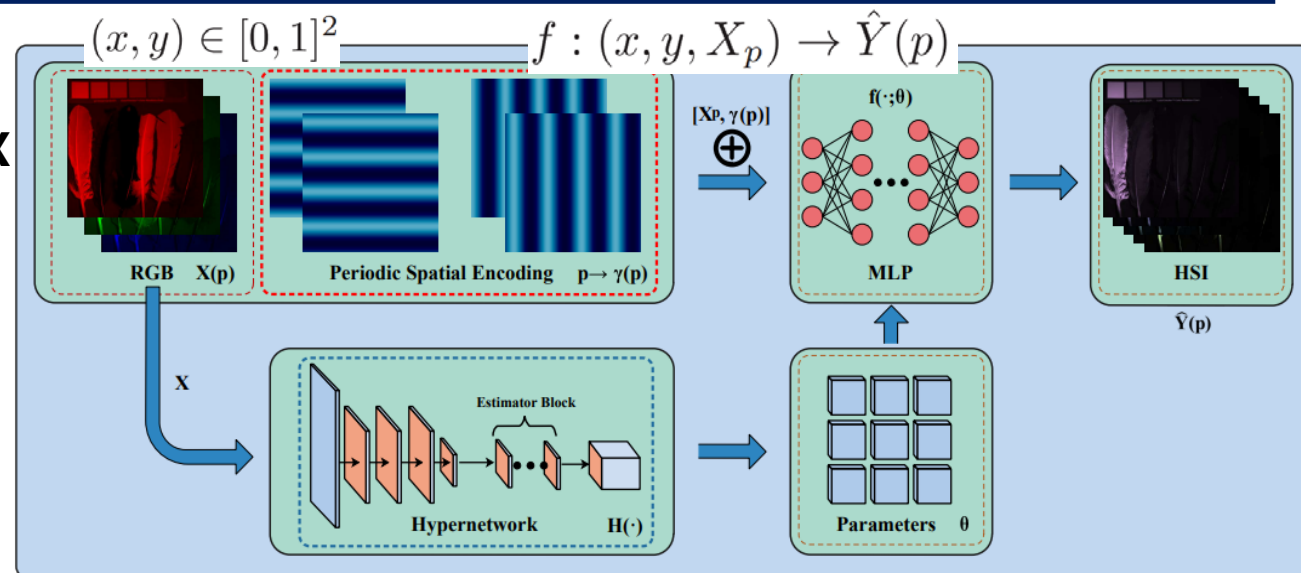 (x, y) ∈ [0, 1]²
f : (x, y, X_p) → Ŷ(p)
X
RGB X(p)
Periodic Spatial Encoding p→ γ(p)
[Xᵖ, γ(p)]
⊕
f(·;θ)
MLP
HSI
Ŷ(p)
X
Estimator Block
Hypernetwork H(·)
Parameters θ